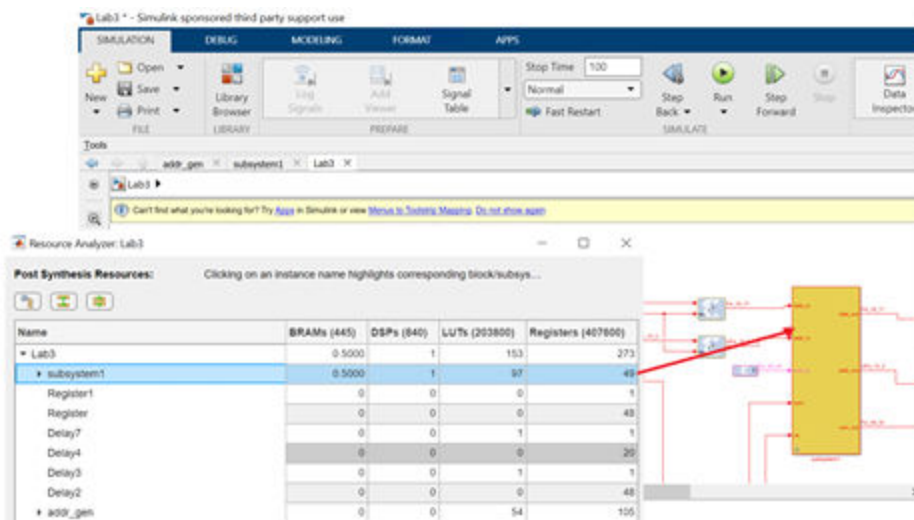 Lab3 * - Simulink sponsored third party support use
SIMULATION DEBUG MODELING FORMAT APPS
New
Open
Save
Print
FILE
Library
Browser
LIBRARY
Log
Signals
Add
Viewer
Signal
Table
PREPARE
Stop Time 100
Normal
Fast Restart
Step
Back
Run
Step
Forward
Stop
SIMULATE
Data
Inspecto
Tools
addr_gen × subsystem1 × Lab3 ×
Lab3
Can't find what you're looking for? Try Apps in Simulink or view Menus to Toolstrip Mapping. Do not show again
Resource Analyzer: Lab3
Post Synthesis Resources: Clicking on an instance name highlights corresponding block/subsys...
Name BRAMs (445) DSPs (840) LUTs (203800) Registers (407600)
Lab3 0.5000 1 153 273
subsystem1 0.5000 1 97 49
Register1 0 0 0 1
Register 0 0 0 48
Delay7 0 0 1 1
Delay4 0 0 0 20
Delay3 0 0 1 1
Delay2 0 0 0 48
addr_gen 0 0 54 105